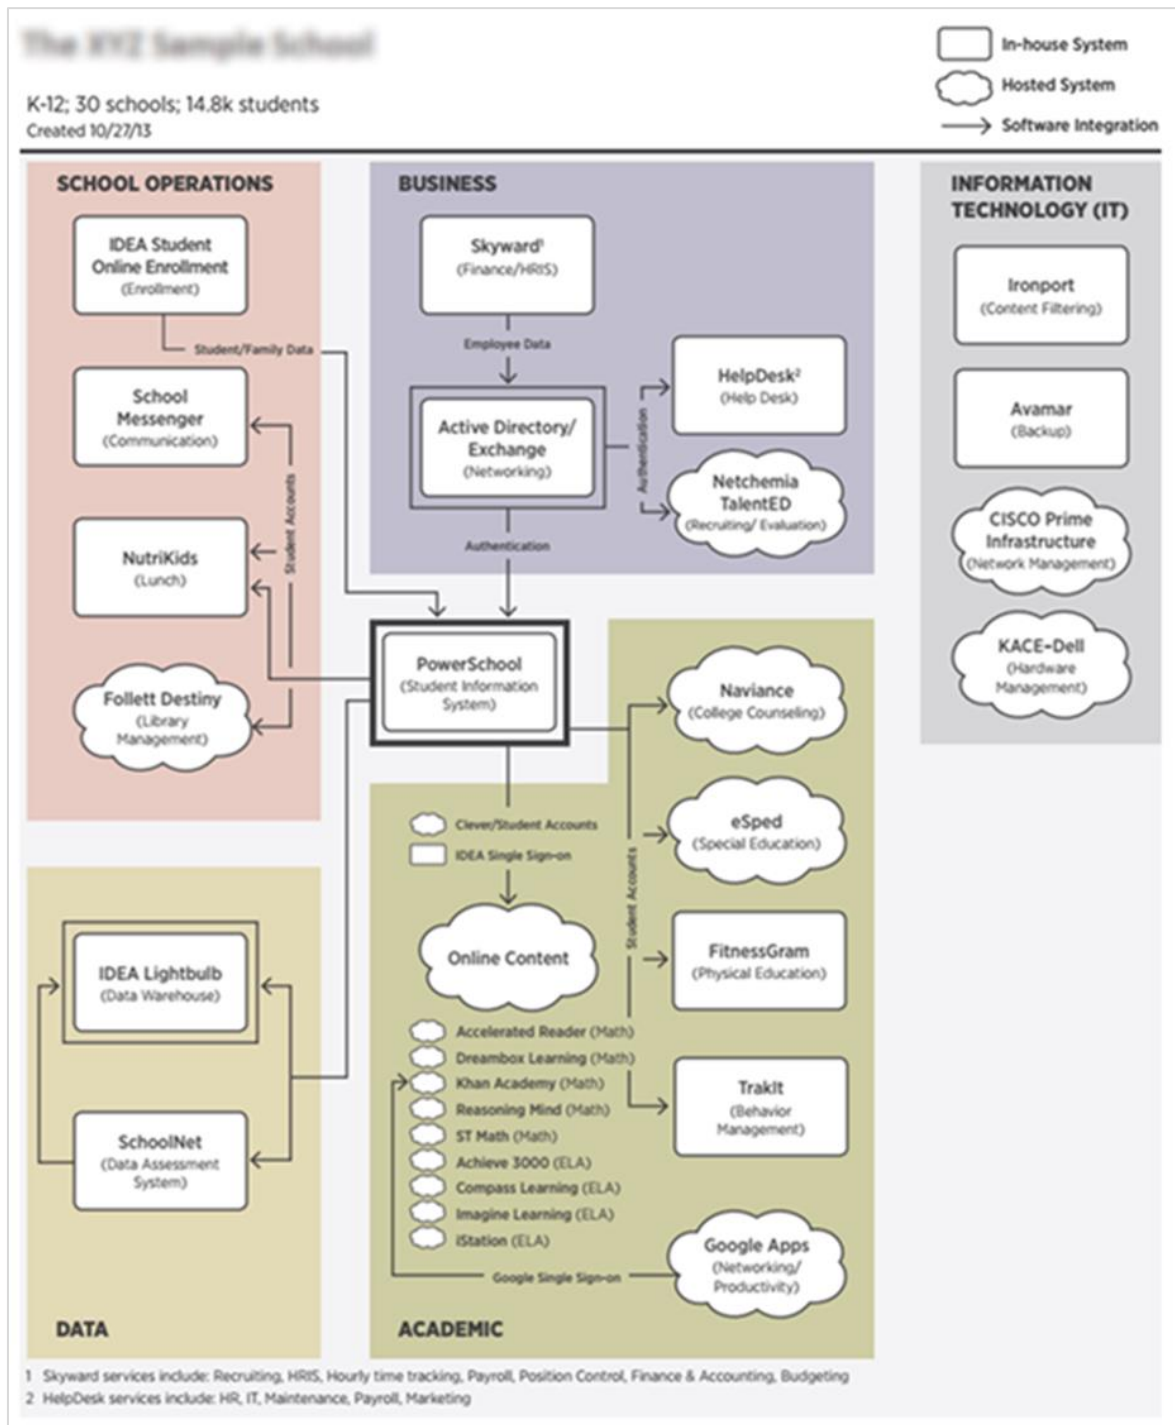 The XYZ Sample School
K-12; 30 schools; 14.8k students
Created 10/27/13
In-house System
Hosted System
Software Integration
SCHOOL OPERATIONS
IDEA Student
Online Enrollment
(Enrollment)
Student/Family Data
School
Messenger
(Communication)
Student Accounts
NutriKids
(Lunch)
Follett Destiny
(Library
Management)
BUSINESS
Skyward¹
(Finance/HRIS)
Employee Data
Active Directory/
Exchange
(Networking)
Authentication
Authentication
HelpDesk²
(Help Desk)
Netchemia
TalentED
(Recruiting/ Evaluation)
INFORMATION
TECHNOLOGY (IT)
Ironport
(Content Filtering)
Avamar
(Backup)
CISCO Prime
Infrastructure
(Network Management)
KACE-Dell
(Hardware
Management)
PowerSchool
(Student Information
System)
Clever/Student Accounts
IDEA Single Sign-on
Online Content
Accelerated Reader (Math)
Dreambox Learning (Math)
Khan Academy (Math)
Reasoning Mind (Math)
ST Math (Math)
Achieve 3000 (ELA)
Compass Learning (ELA)
Imagine Learning (ELA)
iStation (ELA)
Google Single Sign-on
Student Accounts
Naviance
(College Counseling)
eSped
(Special Education)
FitnessGram
(Physical Education)
TrakIt
(Behavior
Management)
Google Apps
(Networking/
Productivity)
ACADEMIC
IDEA Lightbulb
(Data Warehouse)
SchoolNet
(Data Assessment
System)
DATA
1 Skyward services include: Recruiting, HRIS, Hourly time tracking, Payroll, Position Control, Finance & Accounting, Budgeting
2 HelpDesk services include: HR, IT, Maintenance, Payroll, Marketing